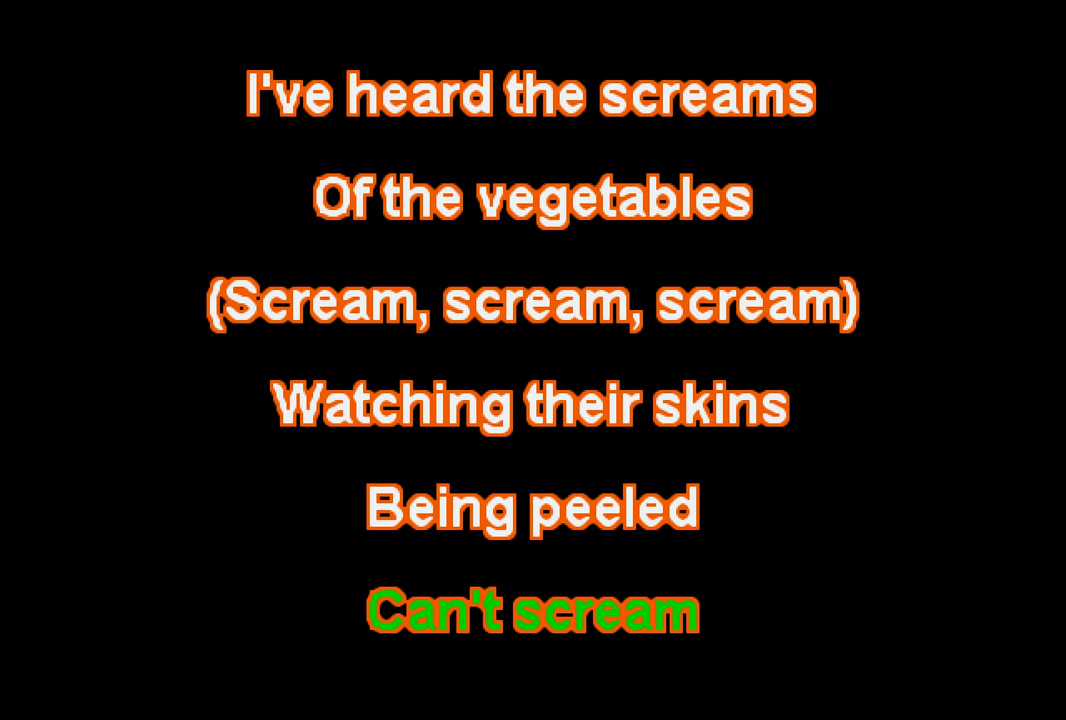 I've heard the screams
Of the vegetables
(Scream, scream, scream)
Watching their skins
Being peeled
Can't scream